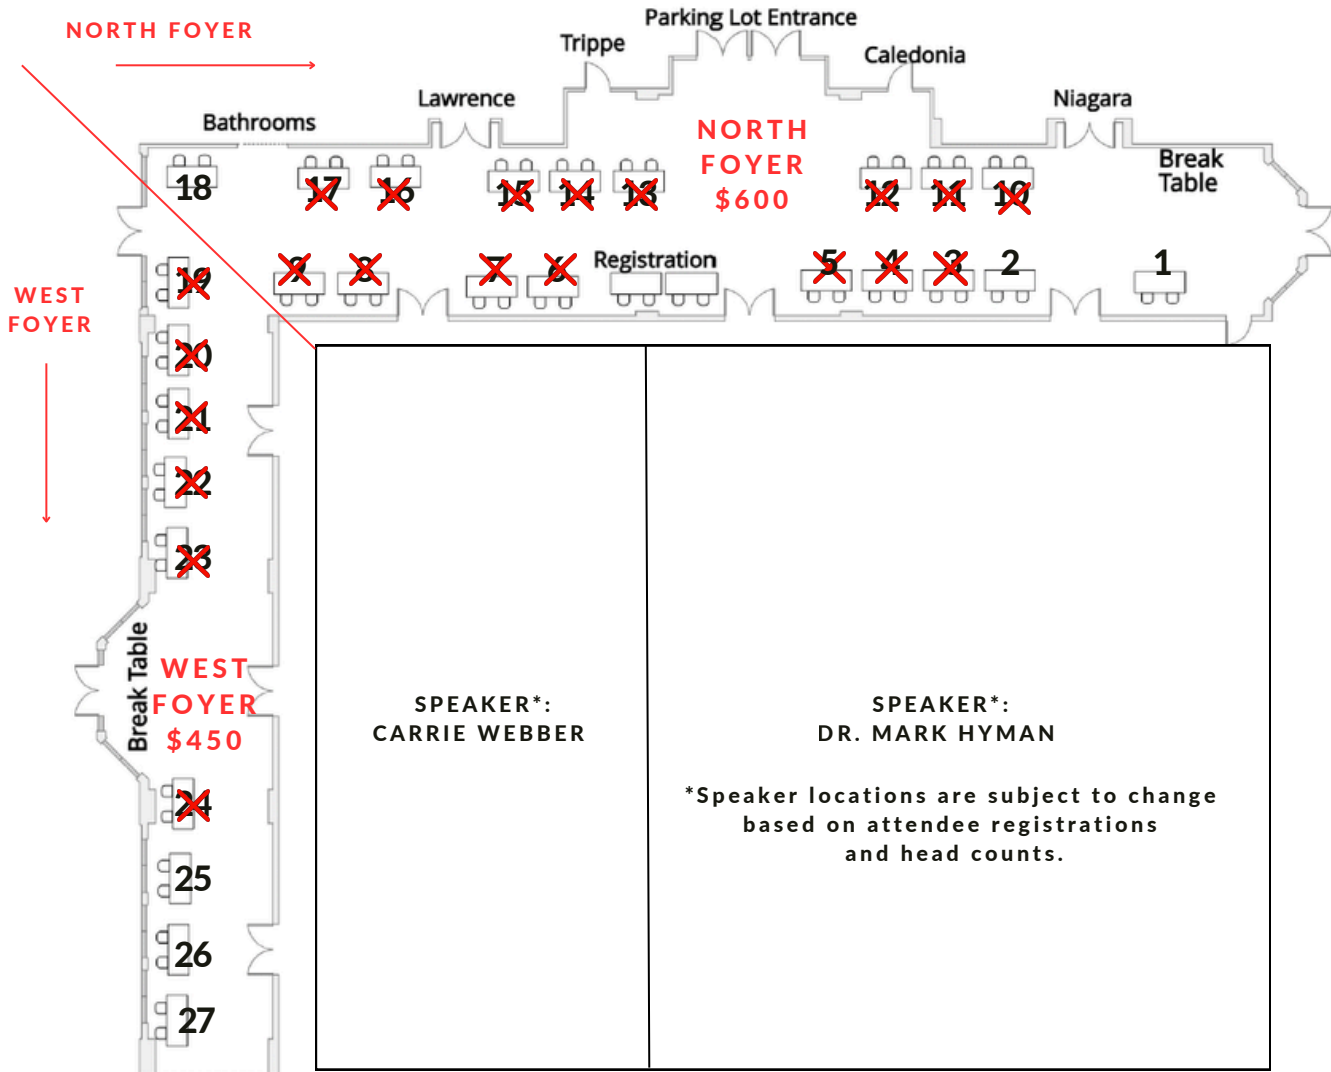 NORTH FOYER
Parking Lot Entrance
Trippe
Caledonia
Lawrence
Niagara
Bathrooms
NORTH
FOYER
$600
Break
Table
18
17
16
15
14
13
12
11
10
9
8
7
6
Registration
5
4
3
2
1
WEST
FOYER
19
20
21
22
23
Break Table
WEST
FOYER
$450
24
25
26
27
SPEAKER*:
CARRIE WEBBER
SPEAKER*:
DR. MARK HYMAN
*Speaker locations are subject to change
based on attendee registrations
and head counts.